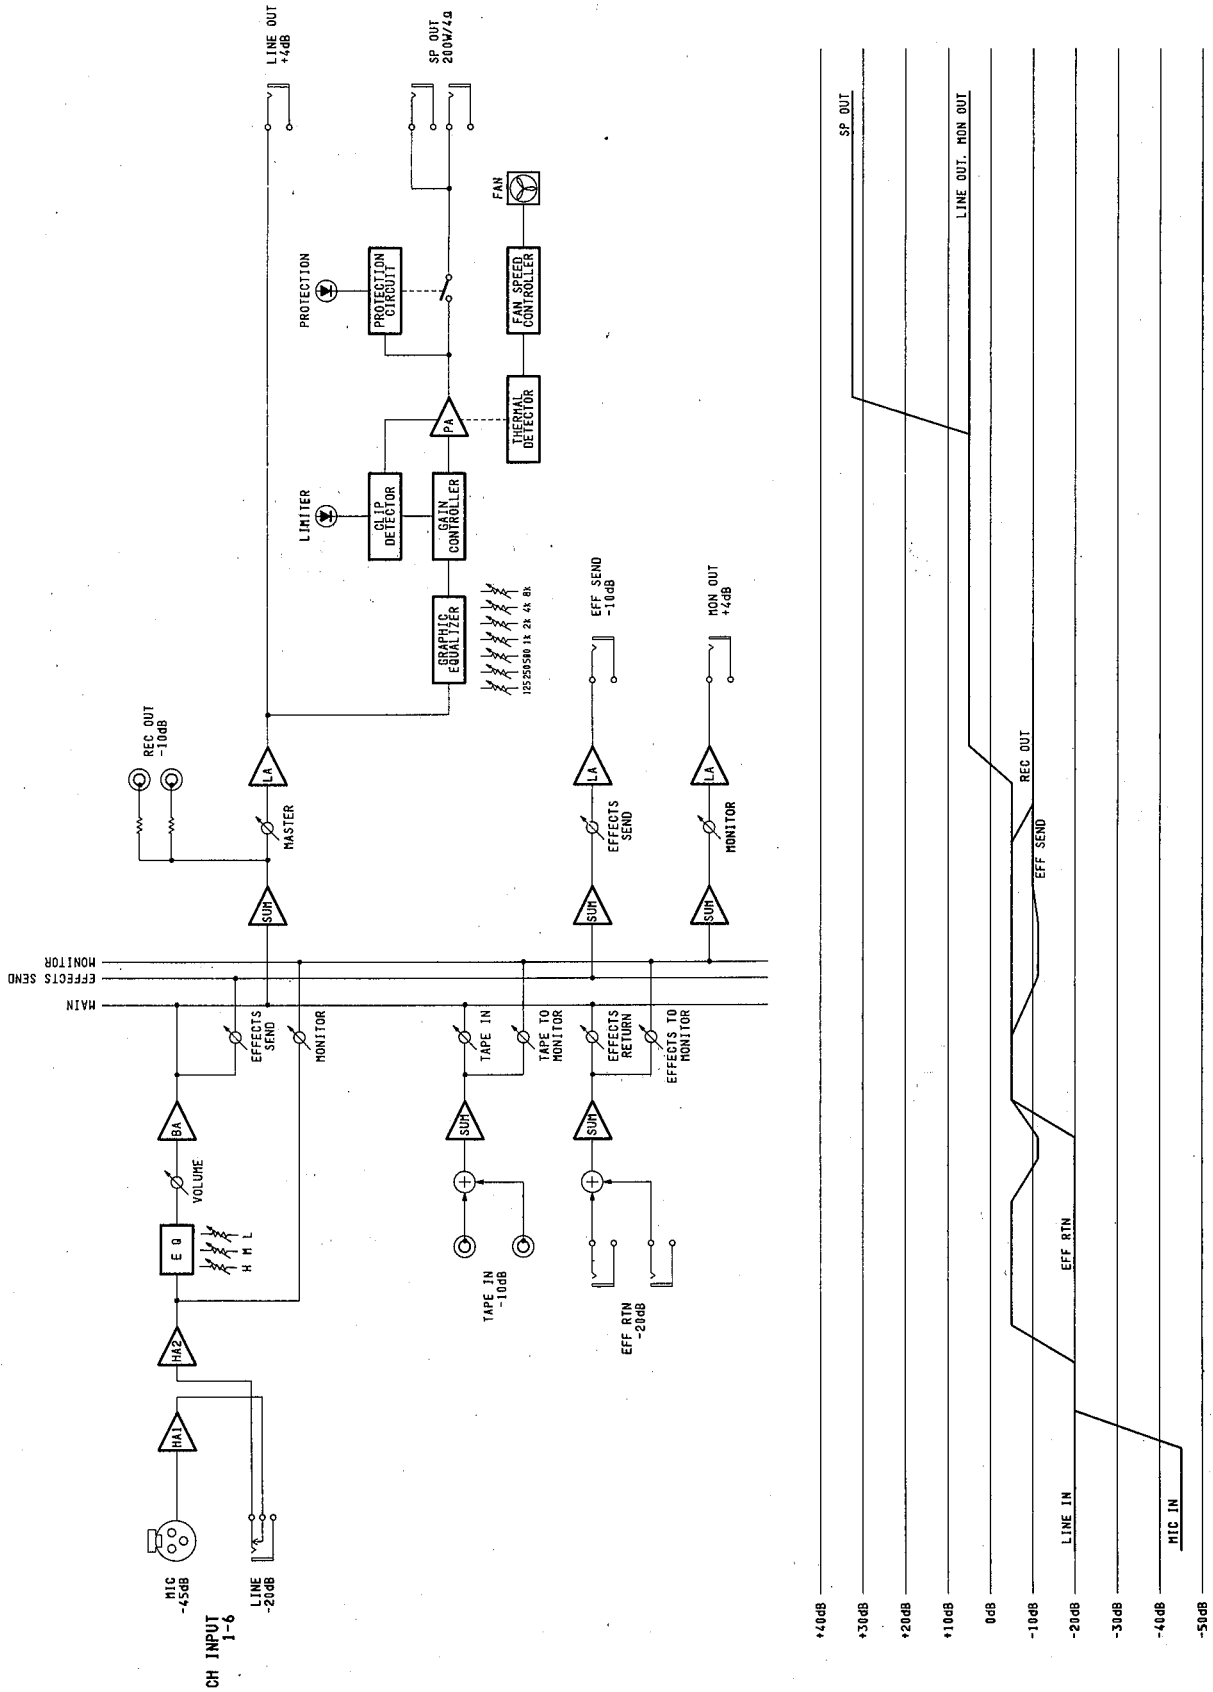 CH INPUT
1-6
MIC
-45dB
LINE
-20dB
HA1
HA2
E Q
H M L
VOLUME
BA
EFFECTS
SEND
MONITOR
MAIN
EFFECTS SEND
MONITOR
SUM
REC OUT
-10dB
MASTER
LA
LINE OUT
+4dB
GRAPHIC
EQUALIZER
125 250 500 1k 2k 4k 8k
LIMITER
CLIP
DETECTOR
GAIN
CONTROLLER
PA
PROTECTION
PROTECTION
CIRCUIT
THERMAL
DETECTOR
FAN SPEED
CONTROLLER
FAN
SP OUT
200W/4Ω
TAPE IN
-10dB
SUM
TAPE IN
TAPE TO
MONITOR
EFF RTN
-20dB
SUM
EFFECTS
RETURN
EFFECTS TO
MONITOR
SUM
EFFECTS
SEND
LA
EFF SEND
-10dB
SUM
MONITOR
LA
MON OUT
+4dB
+40dB
+30dB
+20dB
+10dB
0dB
-10dB
-20dB
-30dB
-40dB
-50dB
SP OUT
LINE OUT. MON OUT
REC OUT
EFF SEND
EFF RTN
LINE IN
MIC IN